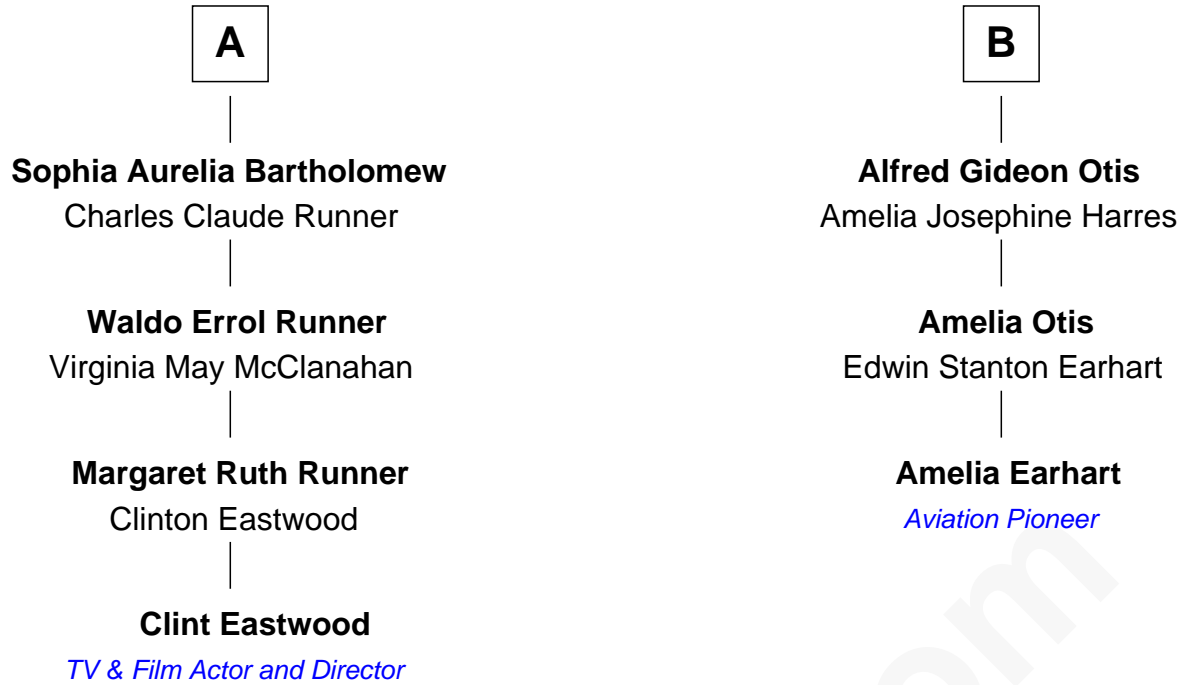 A
Sophia Aurelia Bartholomew
Charles Claude Runner
Waldo Errol Runner
Virginia May McClanahan
Margaret Ruth Runner
Clinton Eastwood
Clint Eastwood
TV & Film Actor and Director
B
Alfred Gideon Otis
Amelia Josephine Harres
Amelia Otis
Edwin Stanton Earhart
Amelia Earhart
Aviation Pioneer
om